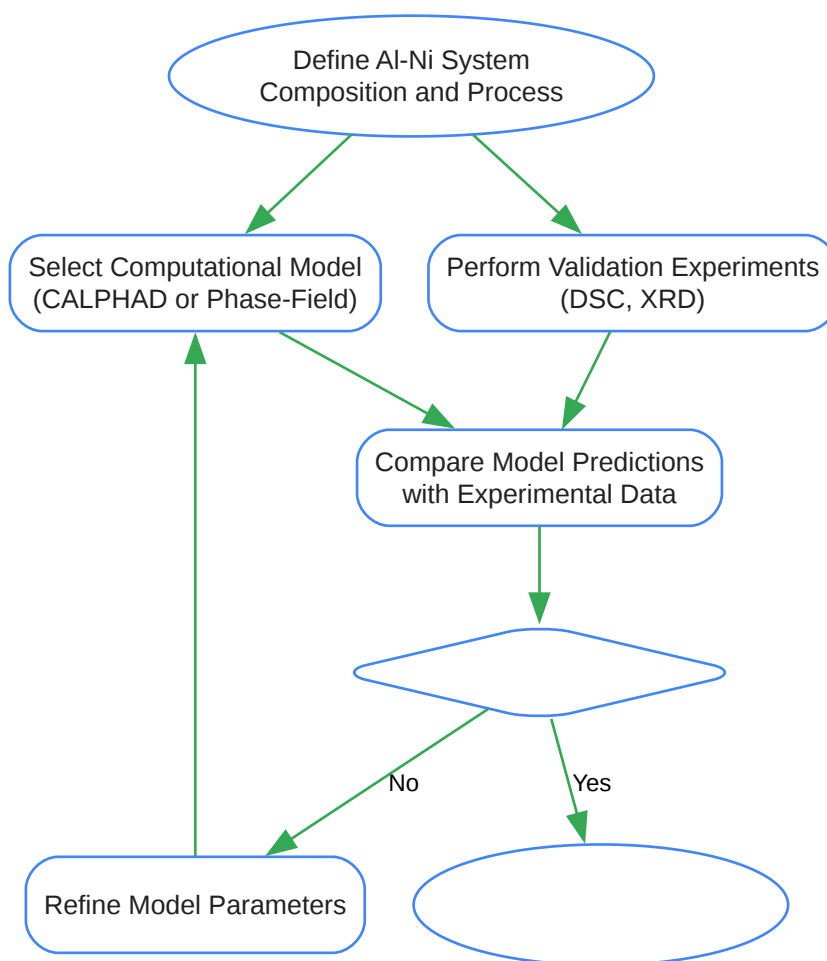 Define Al-Ni System
Composition and Process
Select Computational Model
(CALPHAD or Phase-Field)
Perform Validation Experiments
(DSC, XRD)
Compare Model Predictions
with Experimental Data
No
Yes
Refine Model Parameters